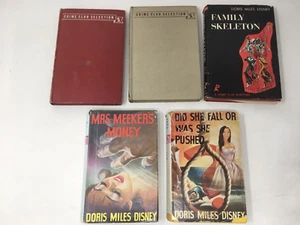 CRIME CLUB SELECTION
CRIME CLUB SELECTION
DORIS MILES DISNEY
FAMILY
SKELETON
MRS. MEEKER'S
MONEY
DORIS MILES DISNEY
DID SHE FALL OR
WAS SHE
PUSHED
DORIS MILES DISNEY